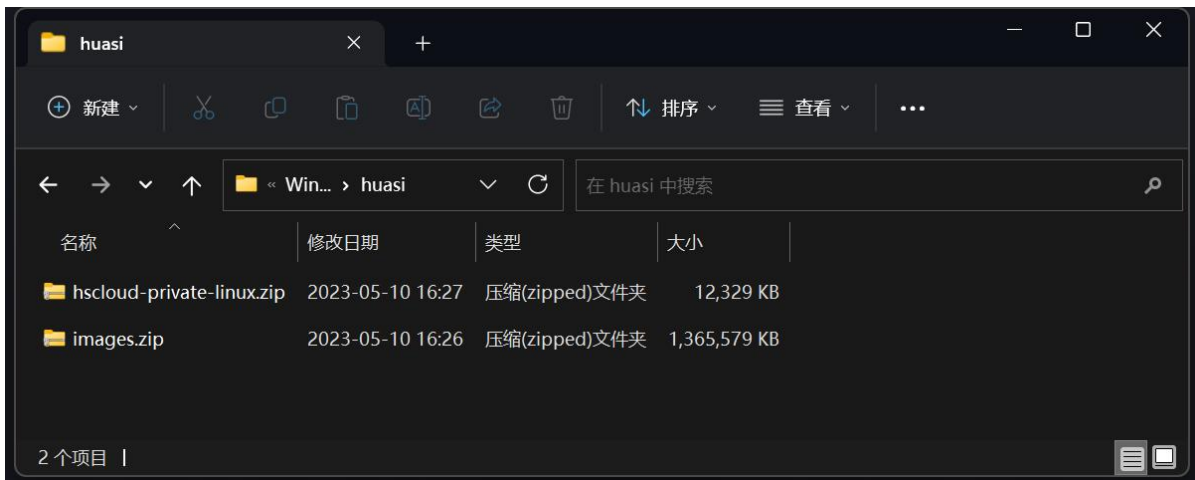 huasi
新建
排序
查看
« Win... › huasi
在 huasi 中搜索
名称 修改日期 类型 大小
hscloud-private-linux.zip 2023-05-10 16:27 压缩(zipped)文件夹 12,329 KB
images.zip 2023-05-10 16:26 压缩(zipped)文件夹 1,365,579 KB
2 个项目